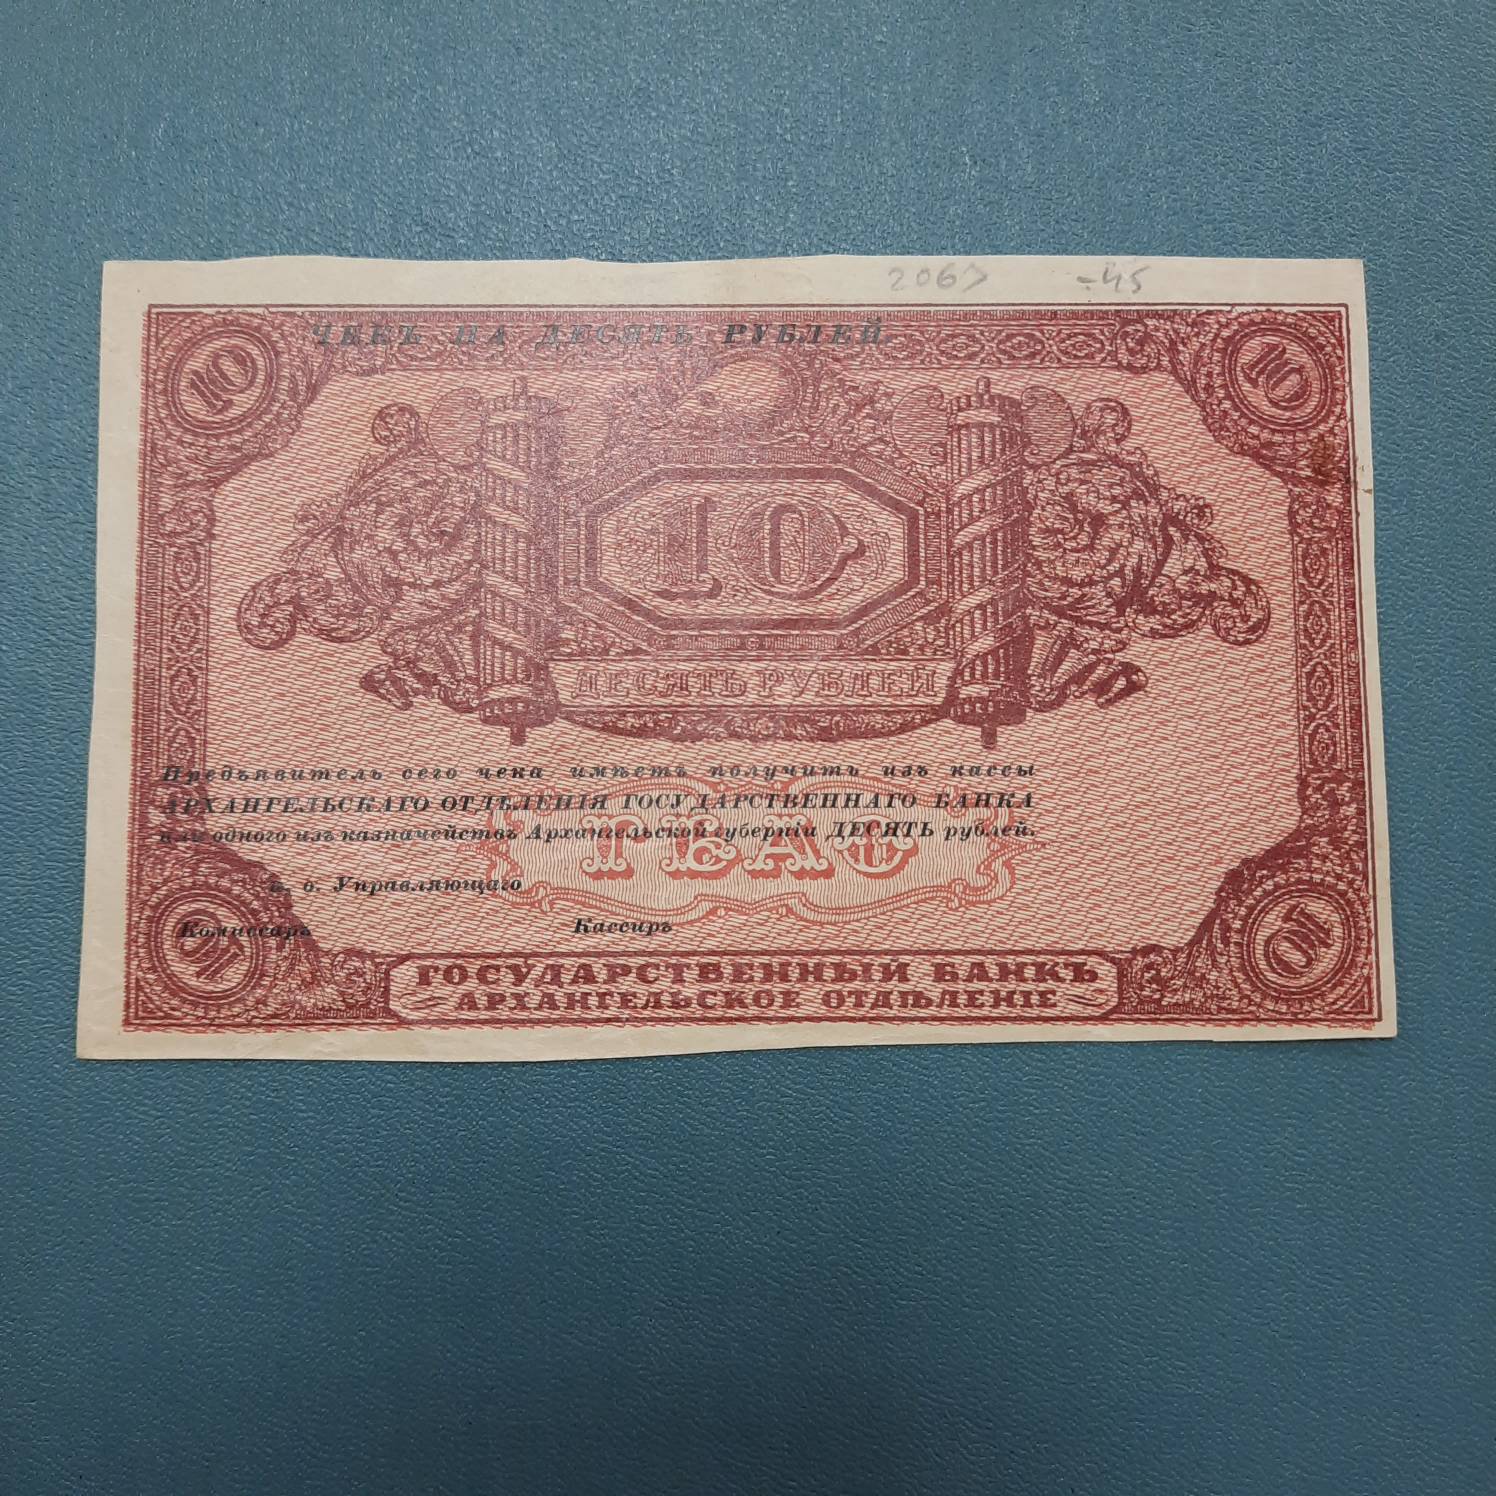 2067 -45
10 ЧЕКЪ НА ДЕСЯТЬ РУБЛЕЙ. 10
10
ДЕСЯТЬ РУБЛЕЙ
Предъявитель сего чека имѣетъ получить изъ кассы
АРХАНГЕЛЬСКАГО ОТДѢЛЕНІЯ ГОСУДАРСТВЕННАГО БАНКА
или одного изъ казначействъ Архангельской губерніи ДЕСЯТЬ рублей.
ГБАО
и. о. Управляющаго
Комиссаръ Кассиръ
10 10
ГОСУДАРСТВЕННЫЙ БАНКЪ
АРХАНГЕЛЬСКОЕ ОТДѢЛЕНІЕ